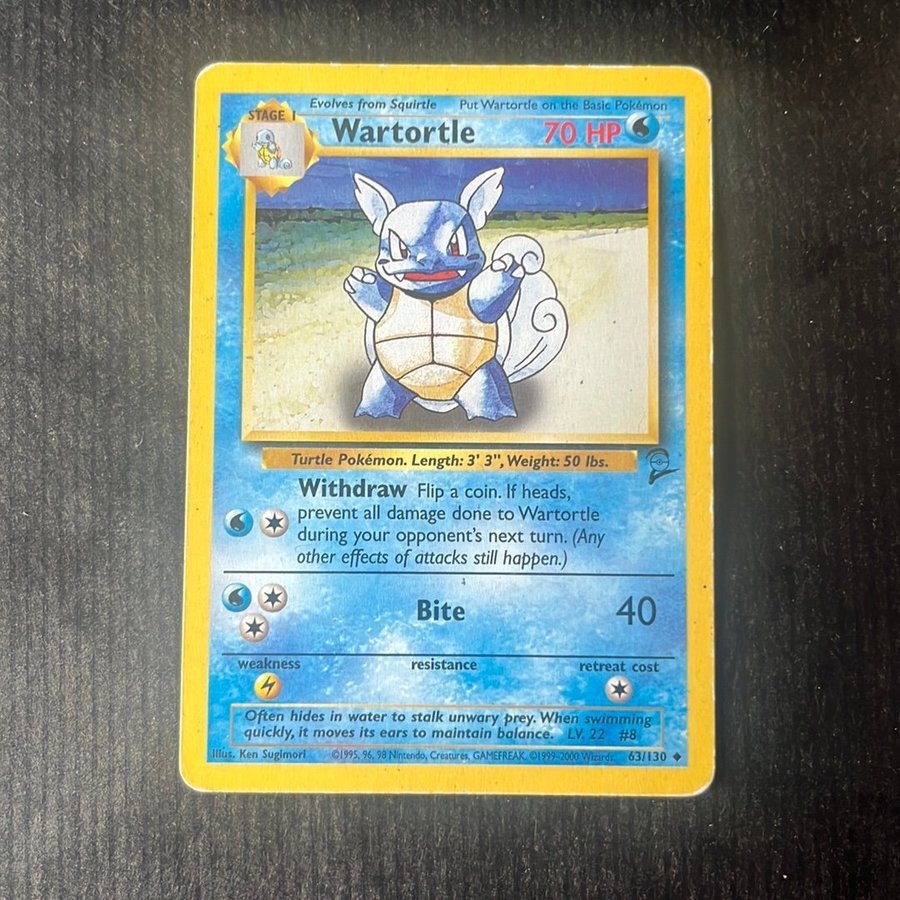 Evolves from Squirtle Put Wartortle on the Basic Pokémon
STAGE 1
Wartortle 70 HP
Turtle Pokémon. Length: 3' 3", Weight: 50 lbs.
Withdraw Flip a coin. If heads,
prevent all damage done to Wartortle
during your opponent's next turn. (Any
other effects of attacks still happen.)
Bite 40
weakness resistance retreat cost
Often hides in water to stalk unwary prey. When swimming
quickly, it moves its ears to maintain balance. LV. 22 #8
Illus. Ken Sugimori ©1995, 96, 98 Nintendo, Creatures, GAMEFREAK. ©1999-2000 Wizards. 63/130